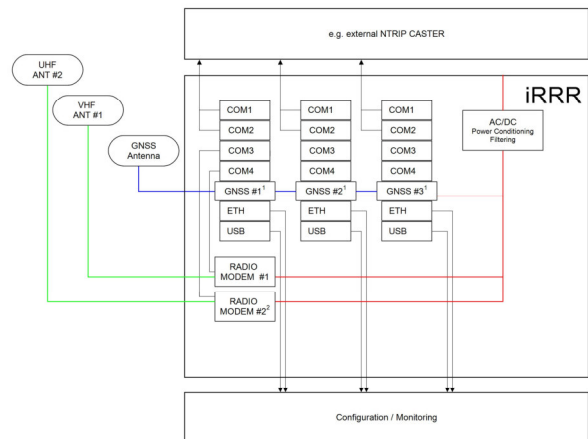 e.g. external NTRIP CASTER
UHF
ANT #2
VHF
ANT #1
GNSS
Antenna
iRRR
AC/DC
Power Conditioning
Filtering
COM1
COM2
COM3
COM4
GNSS #1¹
ETH
USB
COM1
COM2
COM3
COM4
GNSS #2¹
ETH
USB
COM1
COM2
COM3
COM4
GNSS #3¹
ETH
USB
RADIO
MODEM #1
RADIO
MODEM #2²
Configuration / Monitoring